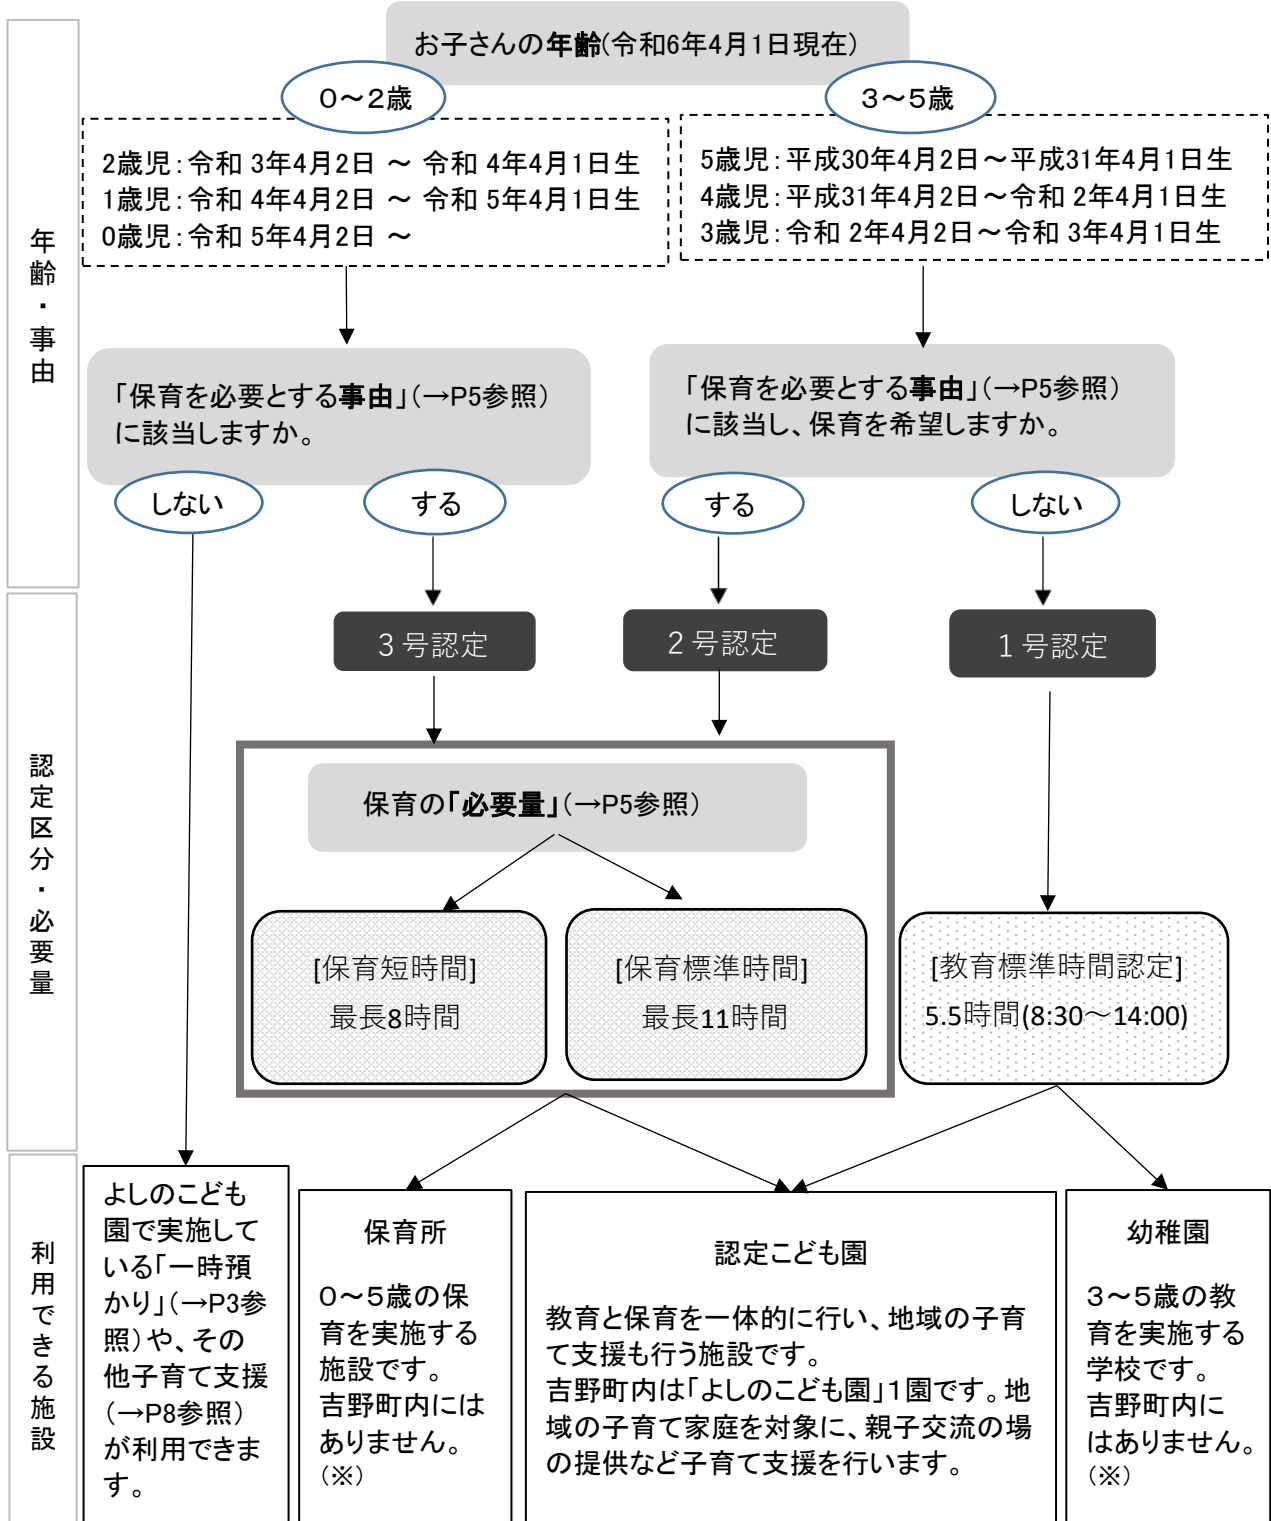 お子さんの年齢(令和6年4月1日現在)
0～2歳
3～5歳
2歳児：令和 3年4月2日 ～ 令和 4年4月1日生
1歳児：令和 4年4月2日 ～ 令和 5年4月1日生
0歳児：令和 5年4月2日 ～
5歳児：平成30年4月2日～平成31年4月1日生
4歳児：平成31年4月2日～令和 2年4月1日生
3歳児：令和 2年4月2日～令和 3年4月1日生
年齢・事由
「保育を必要とする事由」(→P5参照)
に該当しますか。
「保育を必要とする事由」(→P5参照)
に該当し、保育を希望しますか。
しない
する
する
しない
認定区分・必要量
３号認定
２号認定
１号認定
保育の「必要量」(→P5参照)
[保育短時間]
最長8時間
[保育標準時間]
最長11時間
[教育標準時間認定]
5.5時間(8:30～14:00)
利用できる施設
よしのこども
園で実施して
いる「一時預
かり」(→P3参
照)や、その
他子育て支援
(→P8参照)
が利用できま
す。
保育所
0～5歳の保
育を実施する
施設です。
吉野町内には
ありません。
(※)
認定こども園
教育と保育を一体的に行い、地域の子育
て支援も行う施設です。
吉野町内は「よしのこども園」1園です。地
域の子育て家庭を対象に、親子交流の場
の提供など子育て支援を行います。
幼稚園
3～5歳の教
育を実施する
学校です。
吉野町内に
はありません。
(※)